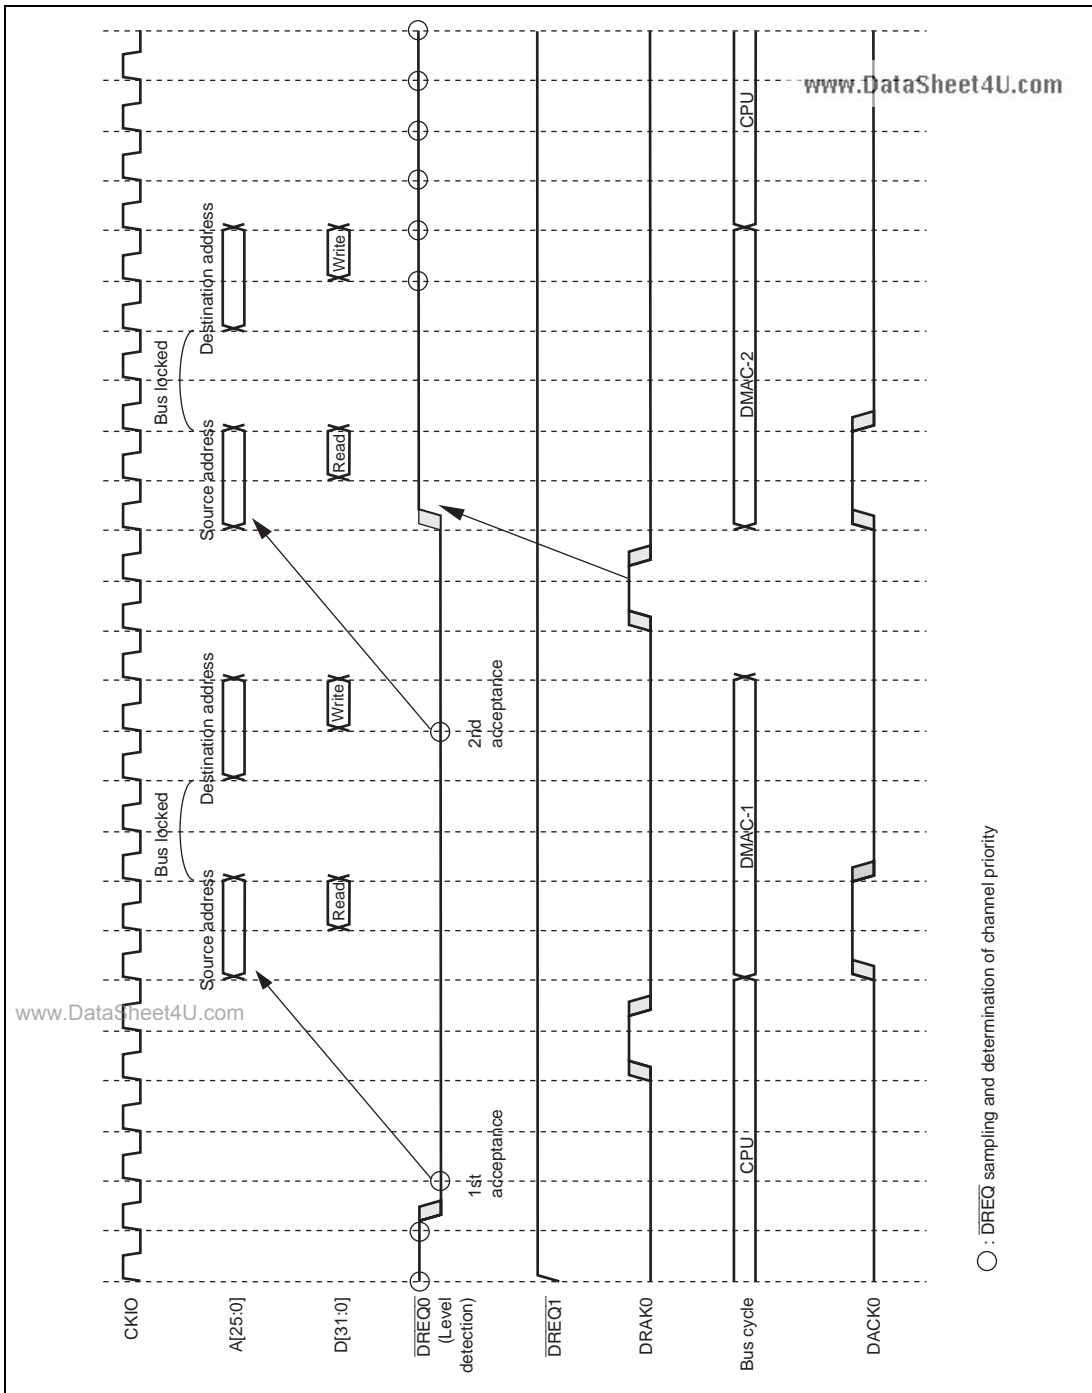 www.DataSheet4U.com
CKIO
Bus locked
Bus locked
A[25:0]
Source address
Destination address
Source address
Destination address
D[31:0]
Read
Write
Read
Write
DREQ0
(Level
detection)
1st
acceptance
2nd
acceptance
DREQ1
DRAK0
Bus cycle
CPU
DMAC-1
DMAC-2
CPU
DACK0
: DREQ sampling and determination of channel priority
www.DataSheet4U.com